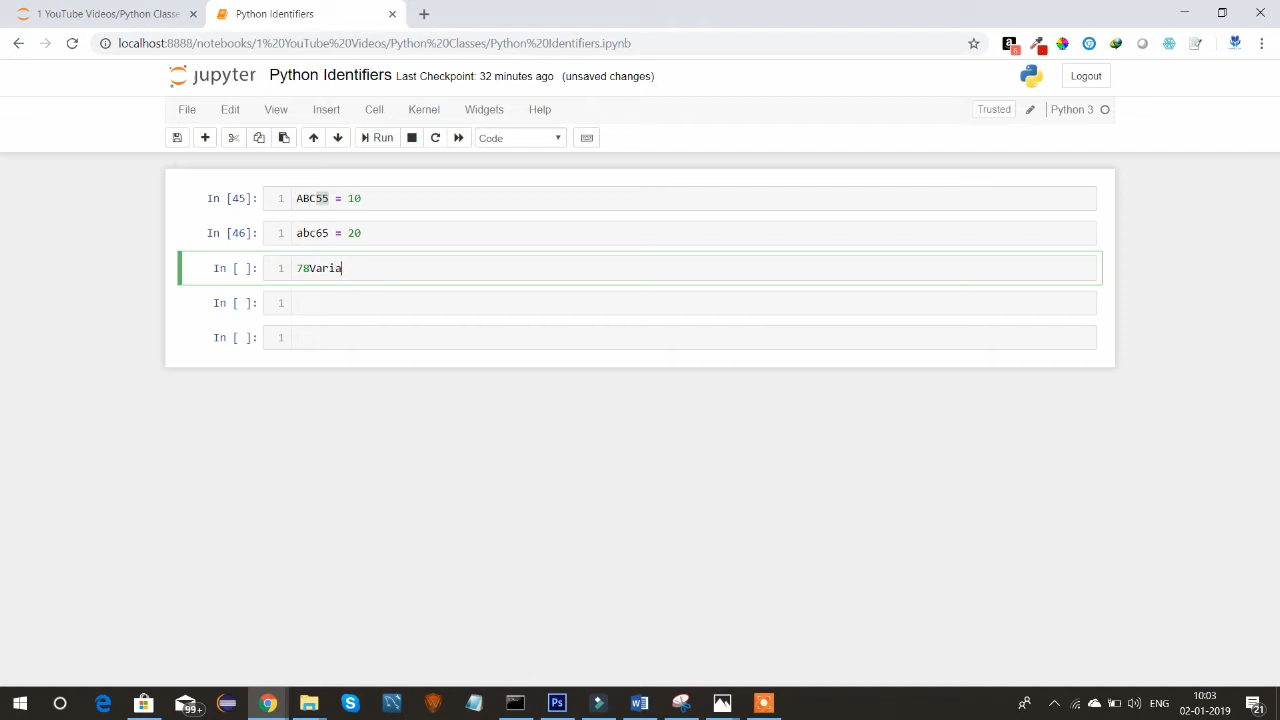 1 YouTube Videos/Python Classe
Python Identifiers
localhost:8888/notebooks/1%20YouTube%20Videos/Python%20Classes/Python%20Identifiers.ipynb
jupyter Python Identifiers Last Checkpoint: 32 minutes ago (unsaved changes) Logout
File Edit View Insert Cell Kernel Widgets Help Trusted Python 3
Run Code
In [45]: 1 ABC55 = 10
In [46]: 1 abc65 = 20
In [ ]: 1 78Varia
In [ ]: 1
In [ ]: 1
99+ Ps ENG 10:03
02-01-2019 21